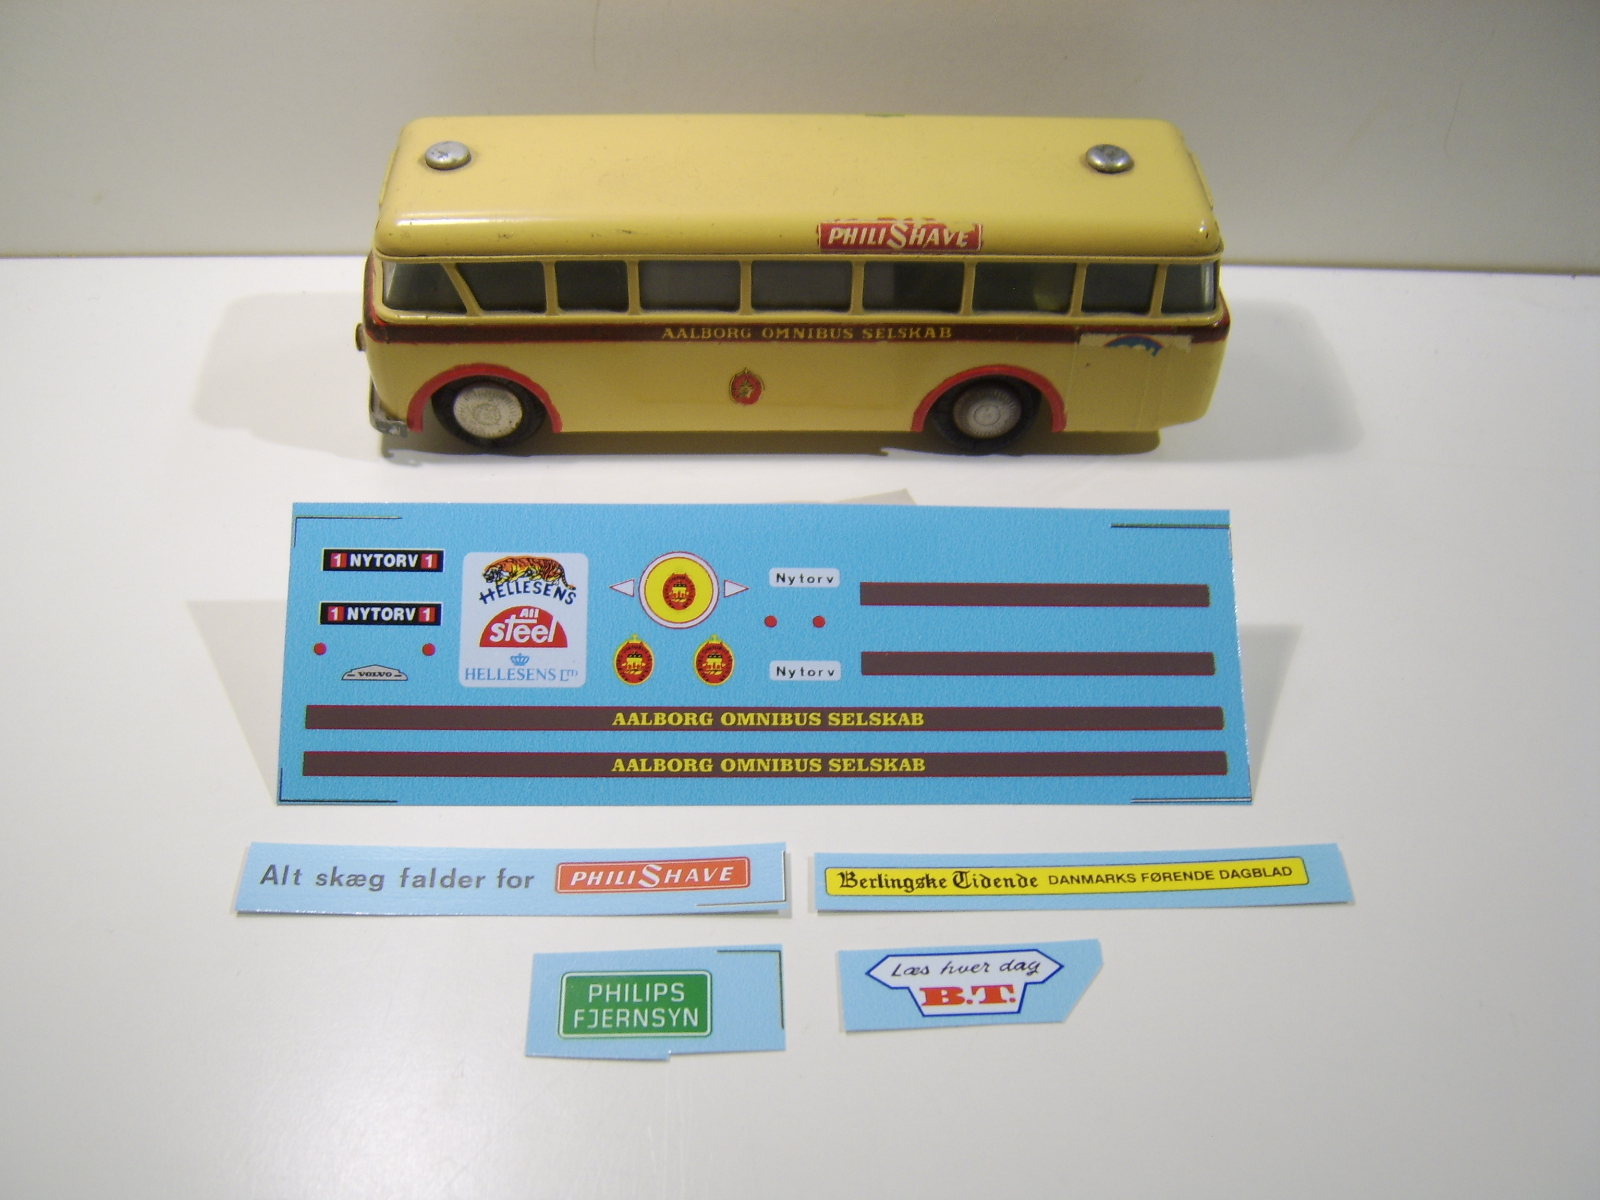 PHILISHAVE
AALBORG OMNIBUS SELSKAB
1 NYTORV 1
1 NYTORV 1
VOLVO
HELLESENS
All
steel
HELLESENS LTD
Nytorv
Nytorv
AALBORG OMNIBUS SELSKAB
AALBORG OMNIBUS SELSKAB
Alt skæg falder for PHILISHAVE
Berlingske Tidende DANMARKS FØRENDE DAGBLAD
PHILIPS
FJERNSYN
Læs hver dag
B.T.